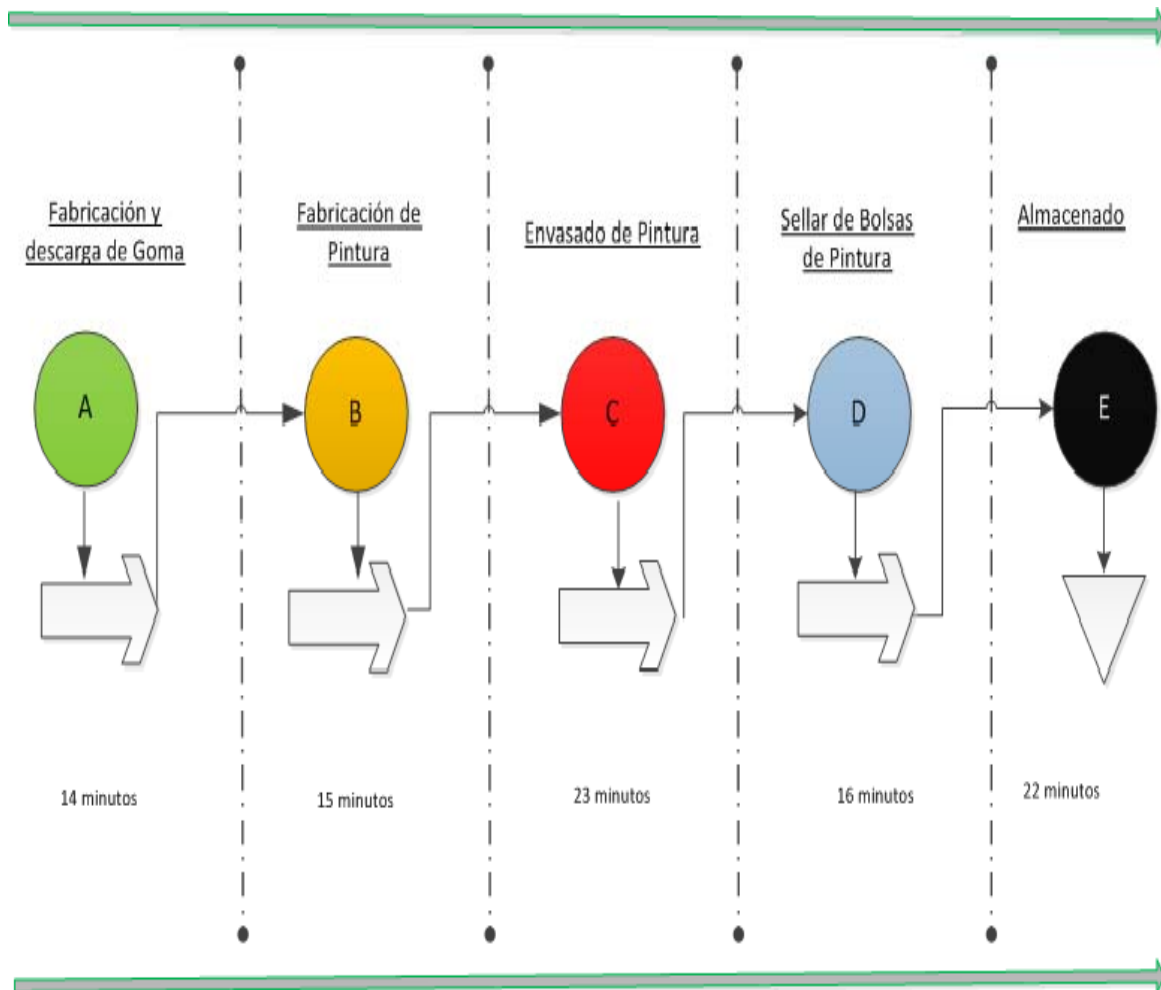 Fabricación y
descarga de Goma
Fabricación de
Pintura
Envasado de Pintura
Sellar de Bolsas
de Pintura
Almacenado
A
B
C
D
E
14 minutos
15 minutos
23 minutos
16 minutos
22 minutos